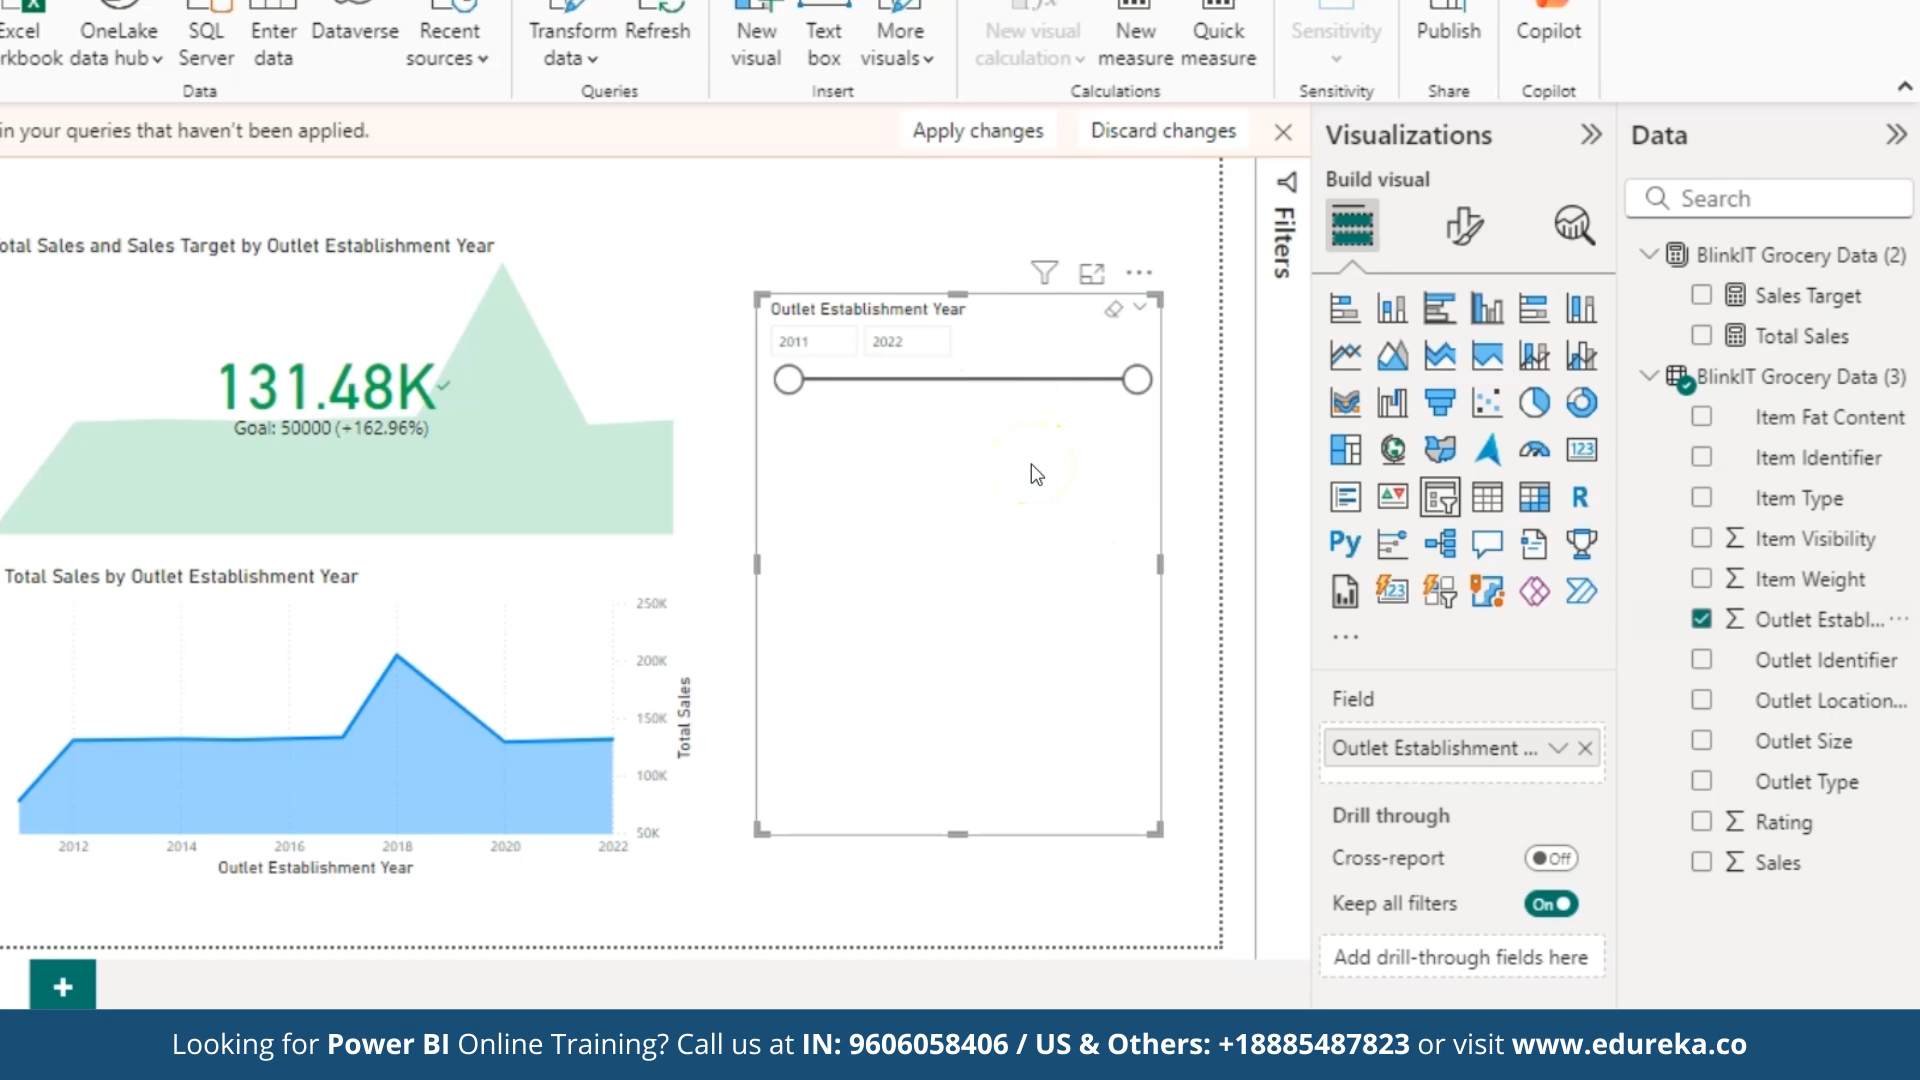 Excel
rkbook
OneLake
data hub
SQL
Server
Enter
data
Dataverse
Recent
sources
Data
Transform
data
Refresh
Queries
New
visual
Text
box
More
visuals
Insert
New visual
calculation
New
measure
Quick
measure
Calculations
Sensitivity
Sensitivity
Publish
Share
Copilot
Copilot
in your queries that haven't been applied.
Apply changes
Discard changes
otal Sales and Sales Target by Outlet Establishment Year
131.48K
Goal: 50000 (+162.96%)
Total Sales by Outlet Establishment Year
250K
200K
150K
100K
50K
Total Sales
2012 2014 2016 2018 2020 2022
Outlet Establishment Year
Outlet Establishment Year
2011 2022
Filters
Visualizations
Build visual
123
R
Py
123
Field
Outlet Establishment ...
Drill through
Cross-report
Off
Keep all filters
On
Add drill-through fields here
Data
Search
BlinkIT Grocery Data (2)
Sales Target
Total Sales
BlinkIT Grocery Data (3)
Item Fat Content
Item Identifier
Item Type
Σ Item Visibility
Σ Item Weight
Σ Outlet Establ... ...
Outlet Identifier
Outlet Location...
Outlet Size
Outlet Type
Σ Rating
Σ Sales
Looking for Power BI Online Training? Call us at IN: 9606058406 / US & Others: +18885487823 or visit www.edureka.co